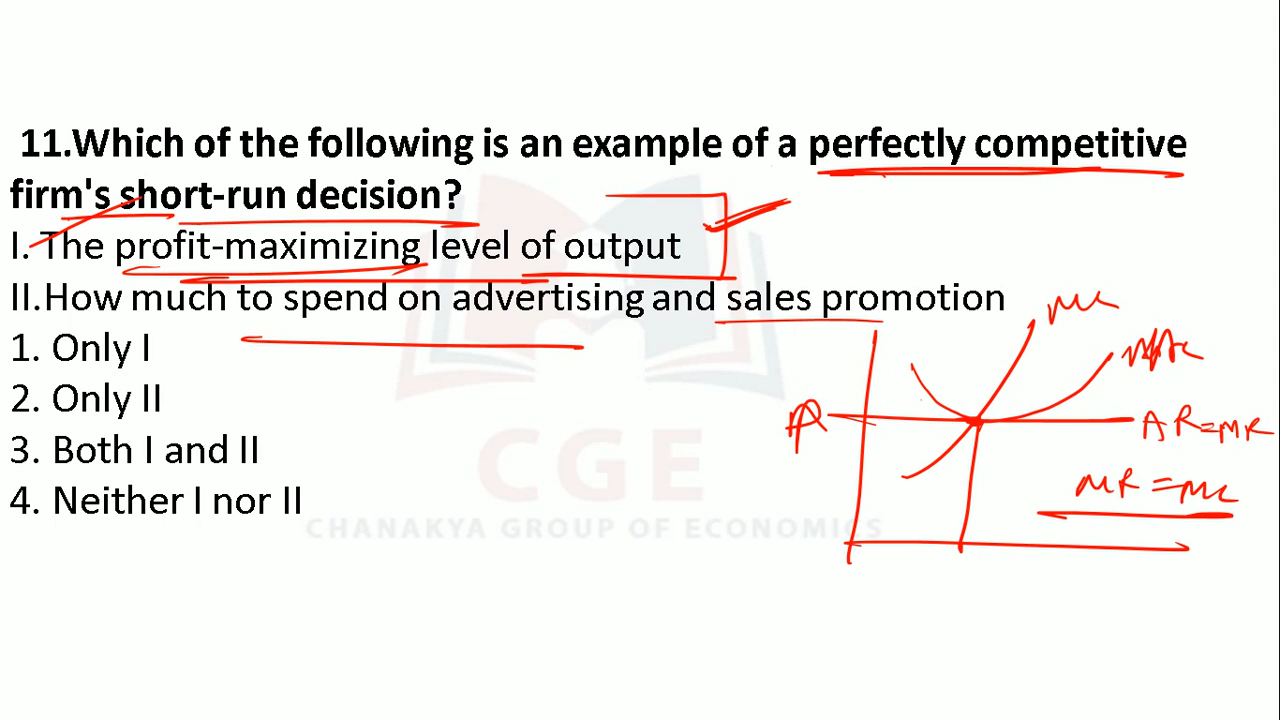 11.Which of the following is an example of a perfectly competitive
firm's short-run decision?
I. The profit-maximizing level of output
II.How much to spend on advertising and sales promotion
1. Only I
2. Only II
3. Both I and II
4. Neither I nor II
MC
P
AR=MR
MR=MC
CGE
CHANAKYA GROUP OF ECONOMICS